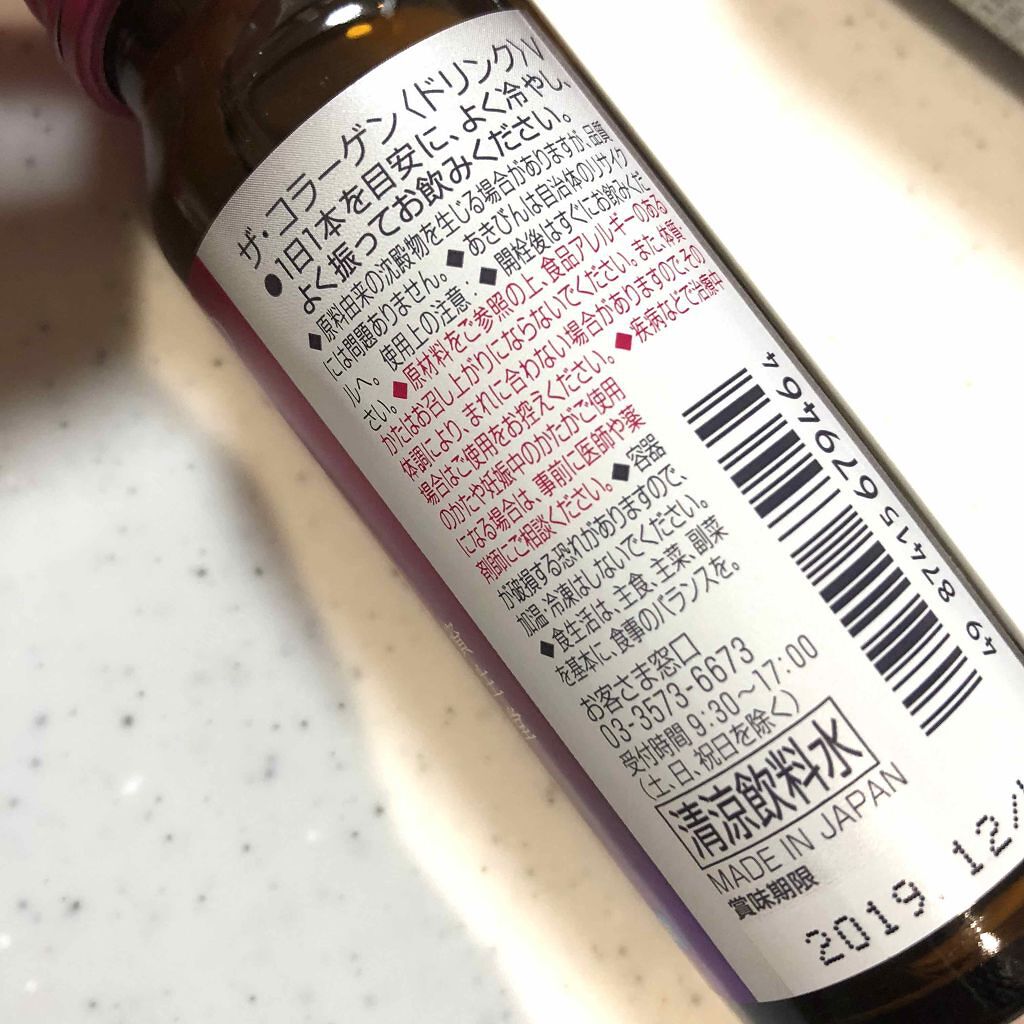 ザ・コラーゲン〈ドリンク〉V
●1日1本を目安に、よく冷やし、
よく振ってお飲みください。
◆原料由来の沈殿物を生じる場合がありますが、品質
には問題ありません。◆あきびんは自治体のリサイク
ルへ。使用上の注意：◆開栓後はすぐにお飲みくだ
さい。◆原材料をご参照の上、食品アレルギーのある
かたはお召し上がりにならないでください。また、体質・
体調により、まれに合わない場合がありますので、その
場合はご使用をお控えください。◆疾病などで治療中
のかたや妊娠中のかたがご使用
になる場合は、事前に医師や薬
剤師にご相談ください。◆容器
が破損する恐れがありますので、
加温・冷凍はしないでください。
◆食生活は、主食、主菜、副菜
を基本に、食事のバランスを。
お客さま窓口
03-3573-6673
受付時間 9:30～17:00
(土、日、祝日を除く)
清涼飲料水
MADE IN JAPAN
賞味期限
2019.12/
49 87415 679464